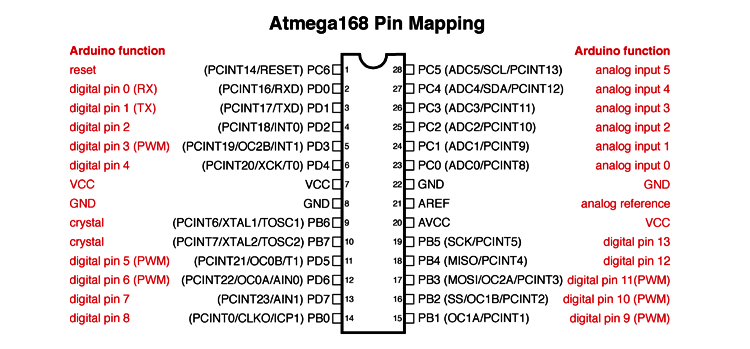 Atmega168 Pin Mapping
Arduino function Arduino function
reset (PCINT14/RESET) PC6 1 28 PC5 (ADC5/SCL/PCINT13) analog input 5
digital pin 0 (RX) (PCINT16/RXD) PD0 2 27 PC4 (ADC4/SDA/PCINT12) analog input 4
digital pin 1 (TX) (PCINT17/TXD) PD1 3 26 PC3 (ADC3/PCINT11) analog input 3
digital pin 2 (PCINT18/INT0) PD2 4 25 PC2 (ADC2/PCINT10) analog input 2
digital pin 3 (PWM) (PCINT19/OC2B/INT1) PD3 5 24 PC1 (ADC1/PCINT9) analog input 1
digital pin 4 (PCINT20/XCK/T0) PD4 6 23 PC0 (ADC0/PCINT8) analog input 0
VCC VCC 7 22 GND GND
GND GND 8 21 AREF analog reference
crystal (PCINT6/XTAL1/TOSC1) PB6 9 20 AVCC VCC
crystal (PCINT7/XTAL2/TOSC2) PB7 10 19 PB5 (SCK/PCINT5) digital pin 13
digital pin 5 (PWM) (PCINT21/OC0B/T1) PD5 11 18 PB4 (MISO/PCINT4) digital pin 12
digital pin 6 (PWM) (PCINT22/OC0A/AIN0) PD6 12 17 PB3 (MOSI/OC2A/PCINT3) digital pin 11(PWM)
digital pin 7 (PCINT23/AIN1) PD7 13 16 PB2 (SS/OC1B/PCINT2) digital pin 10 (PWM)
digital pin 8 (PCINT0/CLKO/ICP1) PB0 14 15 PB1 (OC1A/PCINT1) digital pin 9 (PWM)